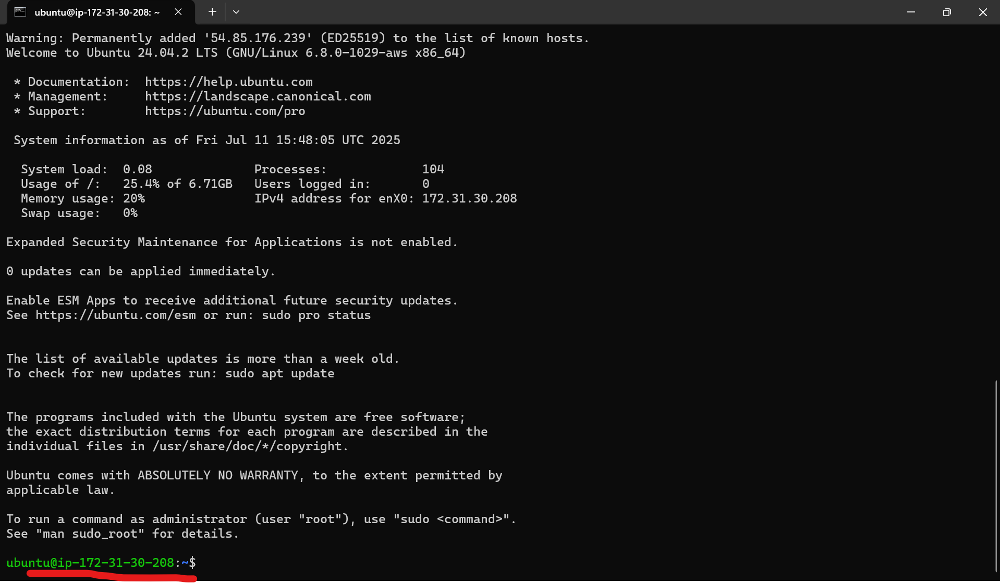 ubuntu@ip-172-31-30-208: ~
Warning: Permanently added '54.85.176.239' (ED25519) to the list of known hosts.
Welcome to Ubuntu 24.04.2 LTS (GNU/Linux 6.8.0-1029-aws x86_64)
* Documentation:  https://help.ubuntu.com
* Management:     https://landscape.canonical.com
* Support:        https://ubuntu.com/pro
System information as of Fri Jul 11 15:48:05 UTC 2025
System load:  0.08              Processes:             104
Usage of /:   25.4% of 6.71GB   Users logged in:       0
Memory usage: 20%               IPv4 address for enX0: 172.31.30.208
Swap usage:   0%
Expanded Security Maintenance for Applications is not enabled.
0 updates can be applied immediately.
Enable ESM Apps to receive additional future security updates.
See https://ubuntu.com/esm or run: sudo pro status
The list of available updates is more than a week old.
To check for new updates run: sudo apt update
The programs included with the Ubuntu system are free software;
the exact distribution terms for each program are described in the
individual files in /usr/share/doc/*/copyright.
Ubuntu comes with ABSOLUTELY NO WARRANTY, to the extent permitted by
applicable law.
To run a command as administrator (user "root"), use "sudo <command>".
See "man sudo_root" for details.
ubuntu@ip-172-31-30-208:~$